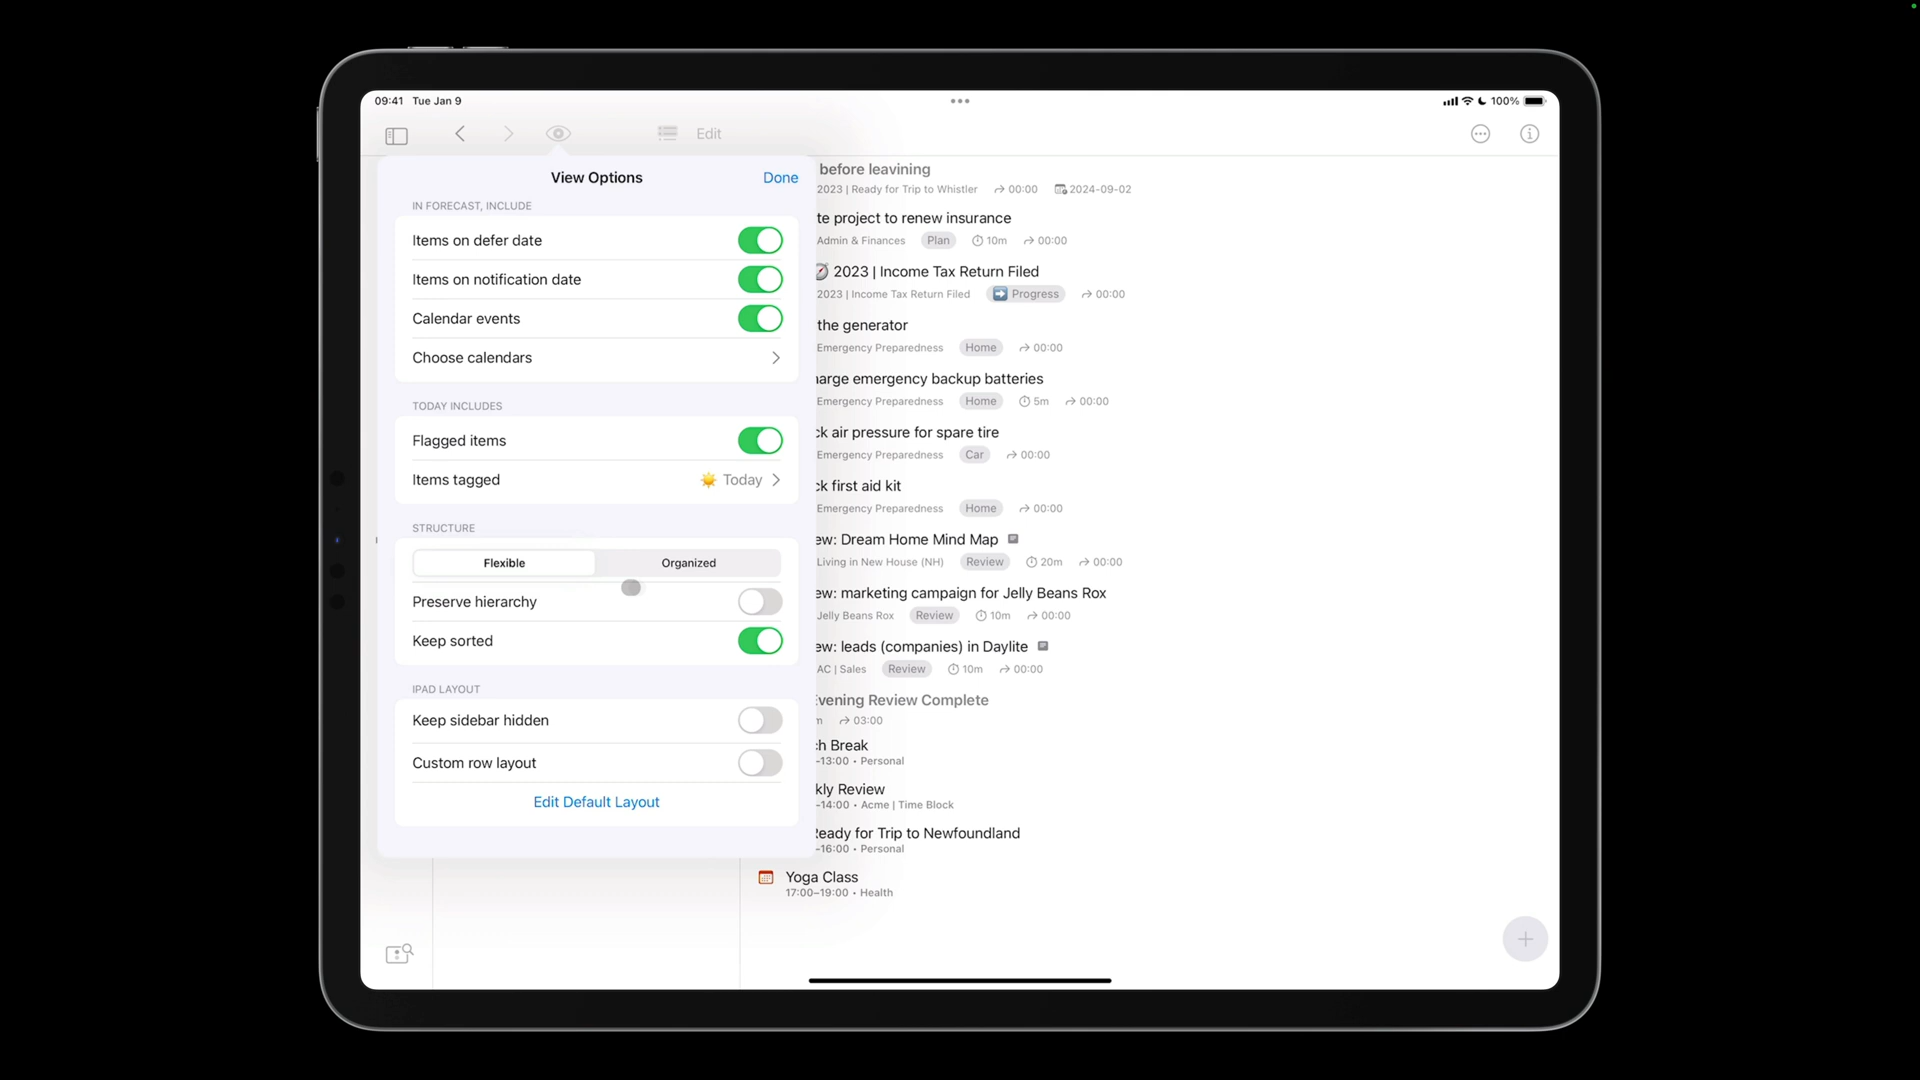 09:41 Tue Jan 9
100%
Edit
View Options
Done
IN FORECAST, INCLUDE
Items on defer date
Items on notification date
Calendar events
Choose calendars
TODAY INCLUDES
Flagged items
Items tagged
Today
STRUCTURE
Flexible
Organized
Preserve hierarchy
Keep sorted
IPAD LAYOUT
Keep sidebar hidden
Custom row layout
Edit Default Layout
before leavining
2023 | Ready for Trip to Whistler 00:00 2024-09-02
te project to renew insurance
Admin & Finances Plan 10m 00:00
2023 | Income Tax Return Filed
2023 | Income Tax Return Filed Progress 00:00
the generator
Emergency Preparedness Home 00:00
arge emergency backup batteries
Emergency Preparedness Home 5m 00:00
ck air pressure for spare tire
Emergency Preparedness Car 00:00
ck first aid kit
Emergency Preparedness Home 00:00
ew: Dream Home Mind Map
Living in New House (NH) Review 20m 00:00
ew: marketing campaign for Jelly Beans Rox
Jelly Beans Rox Review 10m 00:00
ew: leads (companies) in Daylite
AC | Sales Review 10m 00:00
Evening Review Complete
m 03:00
ch Break
–13:00 • Personal
kly Review
–14:00 • Acme | Time Block
Ready for Trip to Newfoundland
–16:00 • Personal
Yoga Class
17:00–19:00 • Health